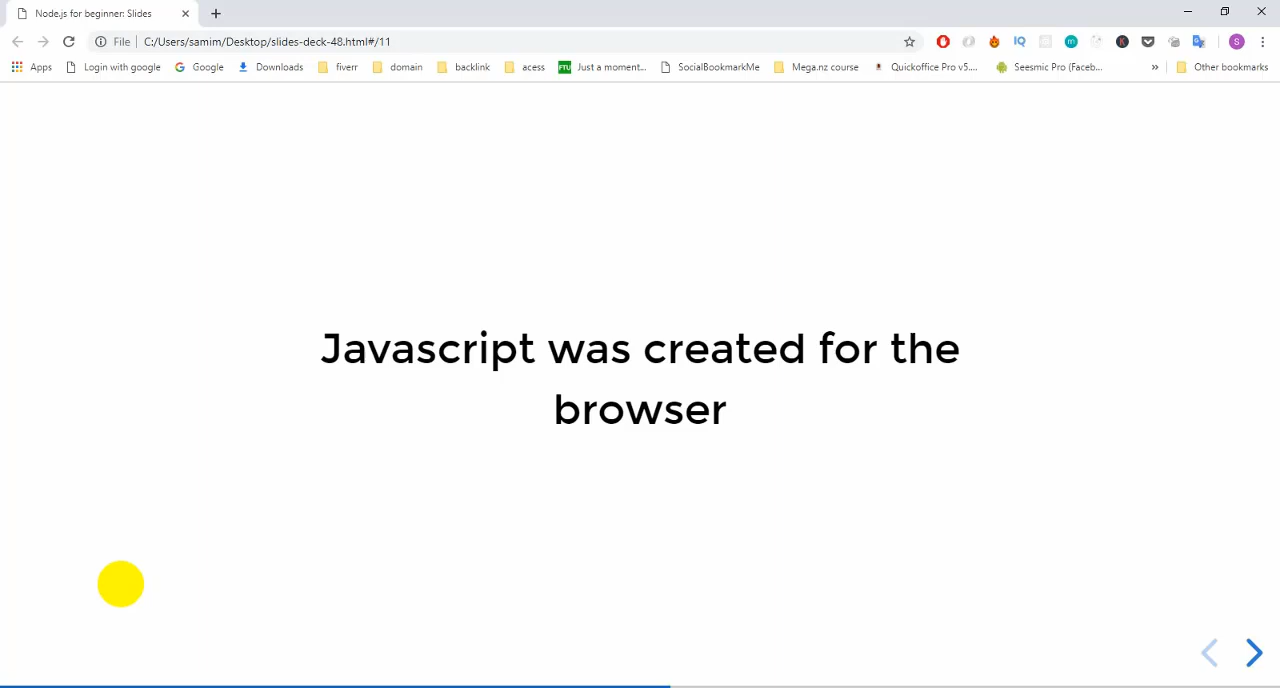 Node.js for beginner: Slides
File C:/Users/samim/Desktop/slides-deck-48.html#/11
IQ m K S
Apps Login with google Google Downloads fiverr domain backlink acess FTU Just a moment... SocialBookmarkMe Mega.nz course Quickoffice Pro v5.... Seesmic Pro (Faceb... » Other bookmarks
Javascript was created for the
browser